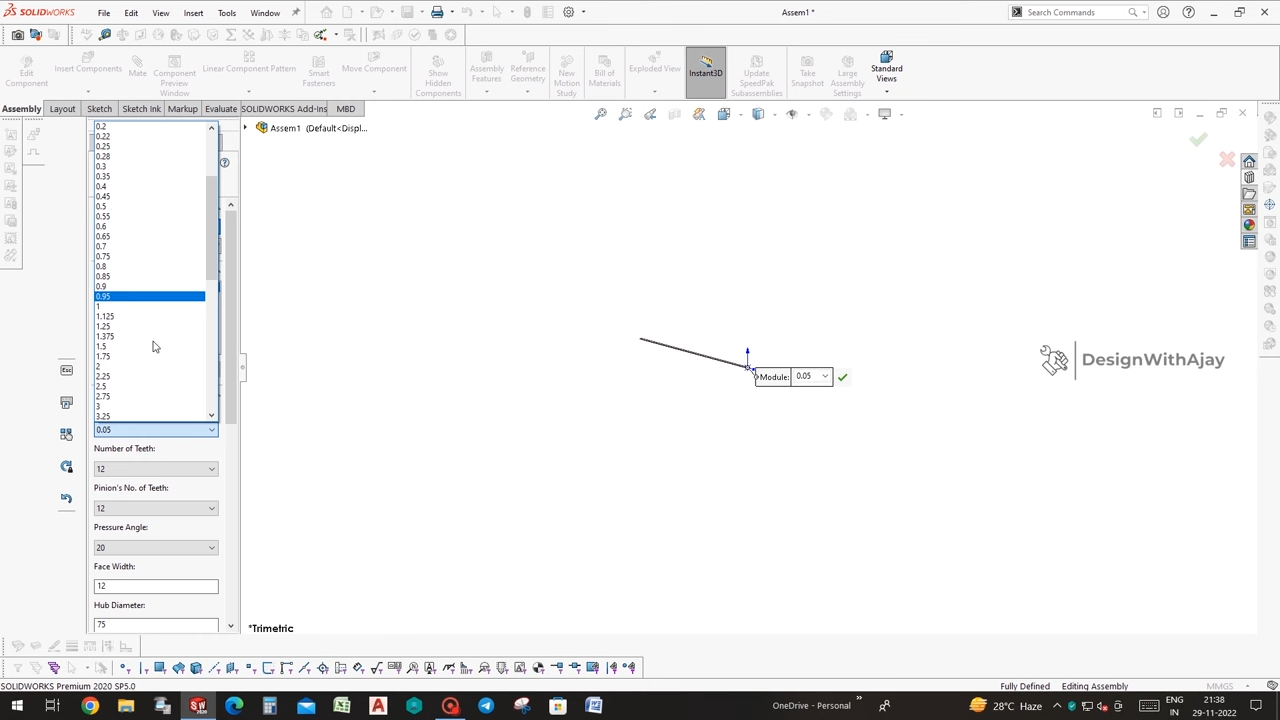 SOLIDWORKS
File
Edit
View
Insert
Tools
Window
Assem1 *
Search Commands
Edit Component
Insert Components
Mate
Component Preview Window
Linear Component Pattern
Smart Fasteners
Move Component
Show Hidden Components
Assembly Features
Reference Geometry
New Motion Study
Bill of Materials
Exploded View
Instant3D
Update SpeedPak Subassemblies
Take Snapshot
Large Assembly Settings
Standard Views
Assembly
Layout
Sketch
Sketch Ink
Markup
Evaluate
SOLIDWORKS Add-Ins
MBD
Assem1 (Default<Displ...
0.2
0.22
0.25
0.28
0.3
0.35
0.4
0.45
0.5
0.55
0.6
0.65
0.7
0.75
0.8
0.85
0.9
0.95
1
1.125
1.25
1.375
1.5
1.75
2
2.25
2.5
2.75
3
3.25
0.05
Number of Teeth:
12
Pinion's No. of Teeth:
12
Pressure Angle:
20
Face Width:
12
Hub Diameter:
75
Esc
Module: 0.05
DesignWithAjay
*Trimetric
SOLIDWORKS Premium 2020 SP5.0
Fully Defined
Editing Assembly
MMGS
OneDrive - Personal
28°C Haze
ENG
IN
21:38
29-11-2022